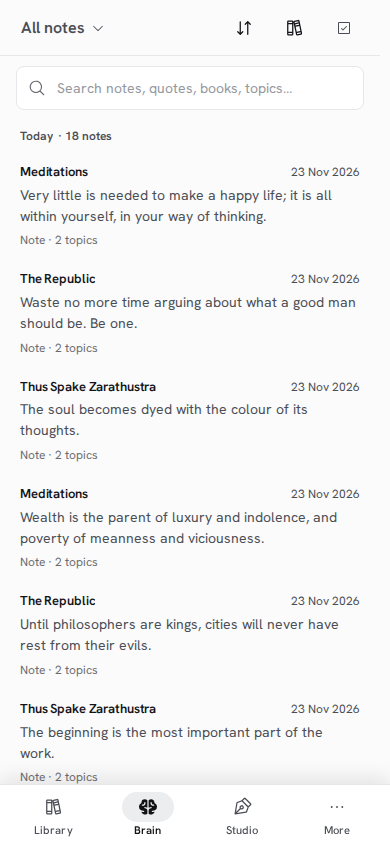 All notes
Search notes, quotes, books, topics...
Today · 18 notes
Meditations 23 Nov 2026
Very little is needed to make a happy life; it is all
within yourself, in your way of thinking.
Note · 2 topics
The Republic 23 Nov 2026
Waste no more time arguing about what a good man
should be. Be one.
Note · 2 topics
Thus Spake Zarathustra 23 Nov 2026
The soul becomes dyed with the colour of its
thoughts.
Note · 2 topics
Meditations 23 Nov 2026
Wealth is the parent of luxury and indolence, and
poverty of meanness and viciousness.
Note · 2 topics
The Republic 23 Nov 2026
Until philosophers are kings, cities will never have
rest from their evils.
Note · 2 topics
Thus Spake Zarathustra 23 Nov 2026
The beginning is the most important part of the
work.
Note · 2 topics
Library Brain Studio More